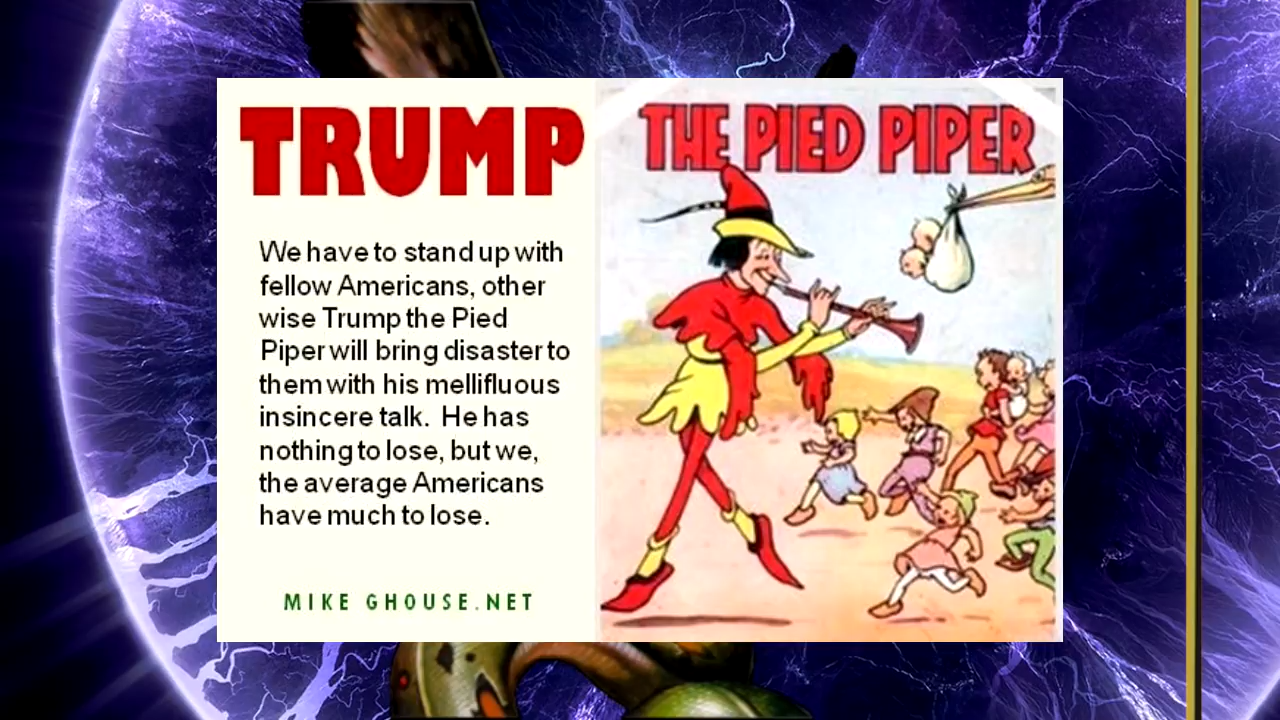 TRUMP
We have to stand up with
fellow Americans, other
wise Trump the Pied
Piper will bring disaster to
them with his mellifluous
insincere talk. He has
nothing to lose, but we,
the average Americans
have much to lose.
MIKE GHOUSE.NET
THE PIED PIPER